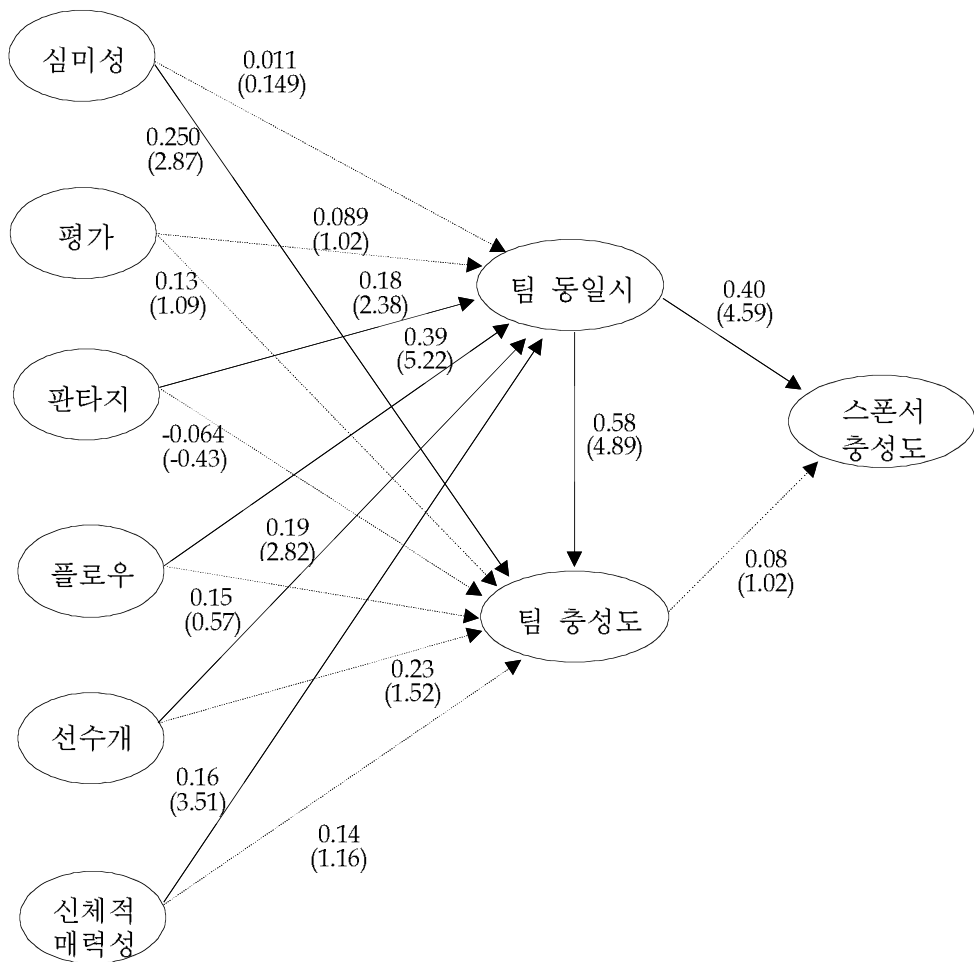 심미성
0.011
(0.149)
0.250
(2.87)
평가
0.089
(1.02)
0.13
(1.09)
0.18
(2.38)
팀 동일시
0.40
(4.59)
0.39
(5.22)
판타지
스폰서
충성도
-0.064
(-0.43)
0.58
(4.89)
0.19
(2.82)
플로우
0.15
(0.57)
팀 충성도
0.08
(1.02)
0.23
(1.52)
선수개
0.16
(3.51)
0.14
(1.16)
신체적
매력성